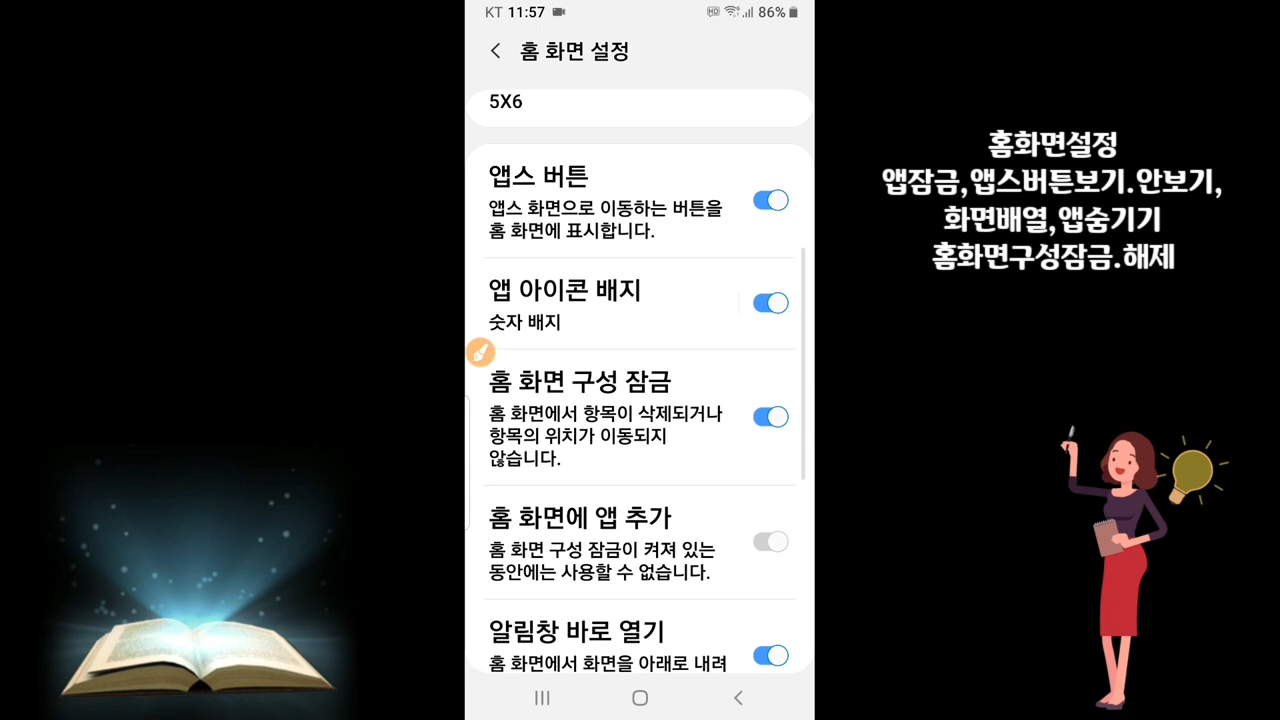 KT 11:57
HD 86%
홈 화면 설정
5X6
앱스 버튼
앱스 화면으로 이동하는 버튼을
홈 화면에 표시합니다.
앱 아이콘 배지
숫자 배지
홈 화면 구성 잠금
홈 화면에서 항목이 삭제되거나
항목의 위치가 이동되지
않습니다.
홈 화면에 앱 추가
홈 화면 구성 잠금이 켜져 있는
동안에는 사용할 수 없습니다.
알림창 바로 열기
홈 화면에서 화면을 아래로 내려
홈화면설정
앱잠금,앱스버튼보기.안보기,
화면배열,앱숨기기
홈화면구성잠금.해제